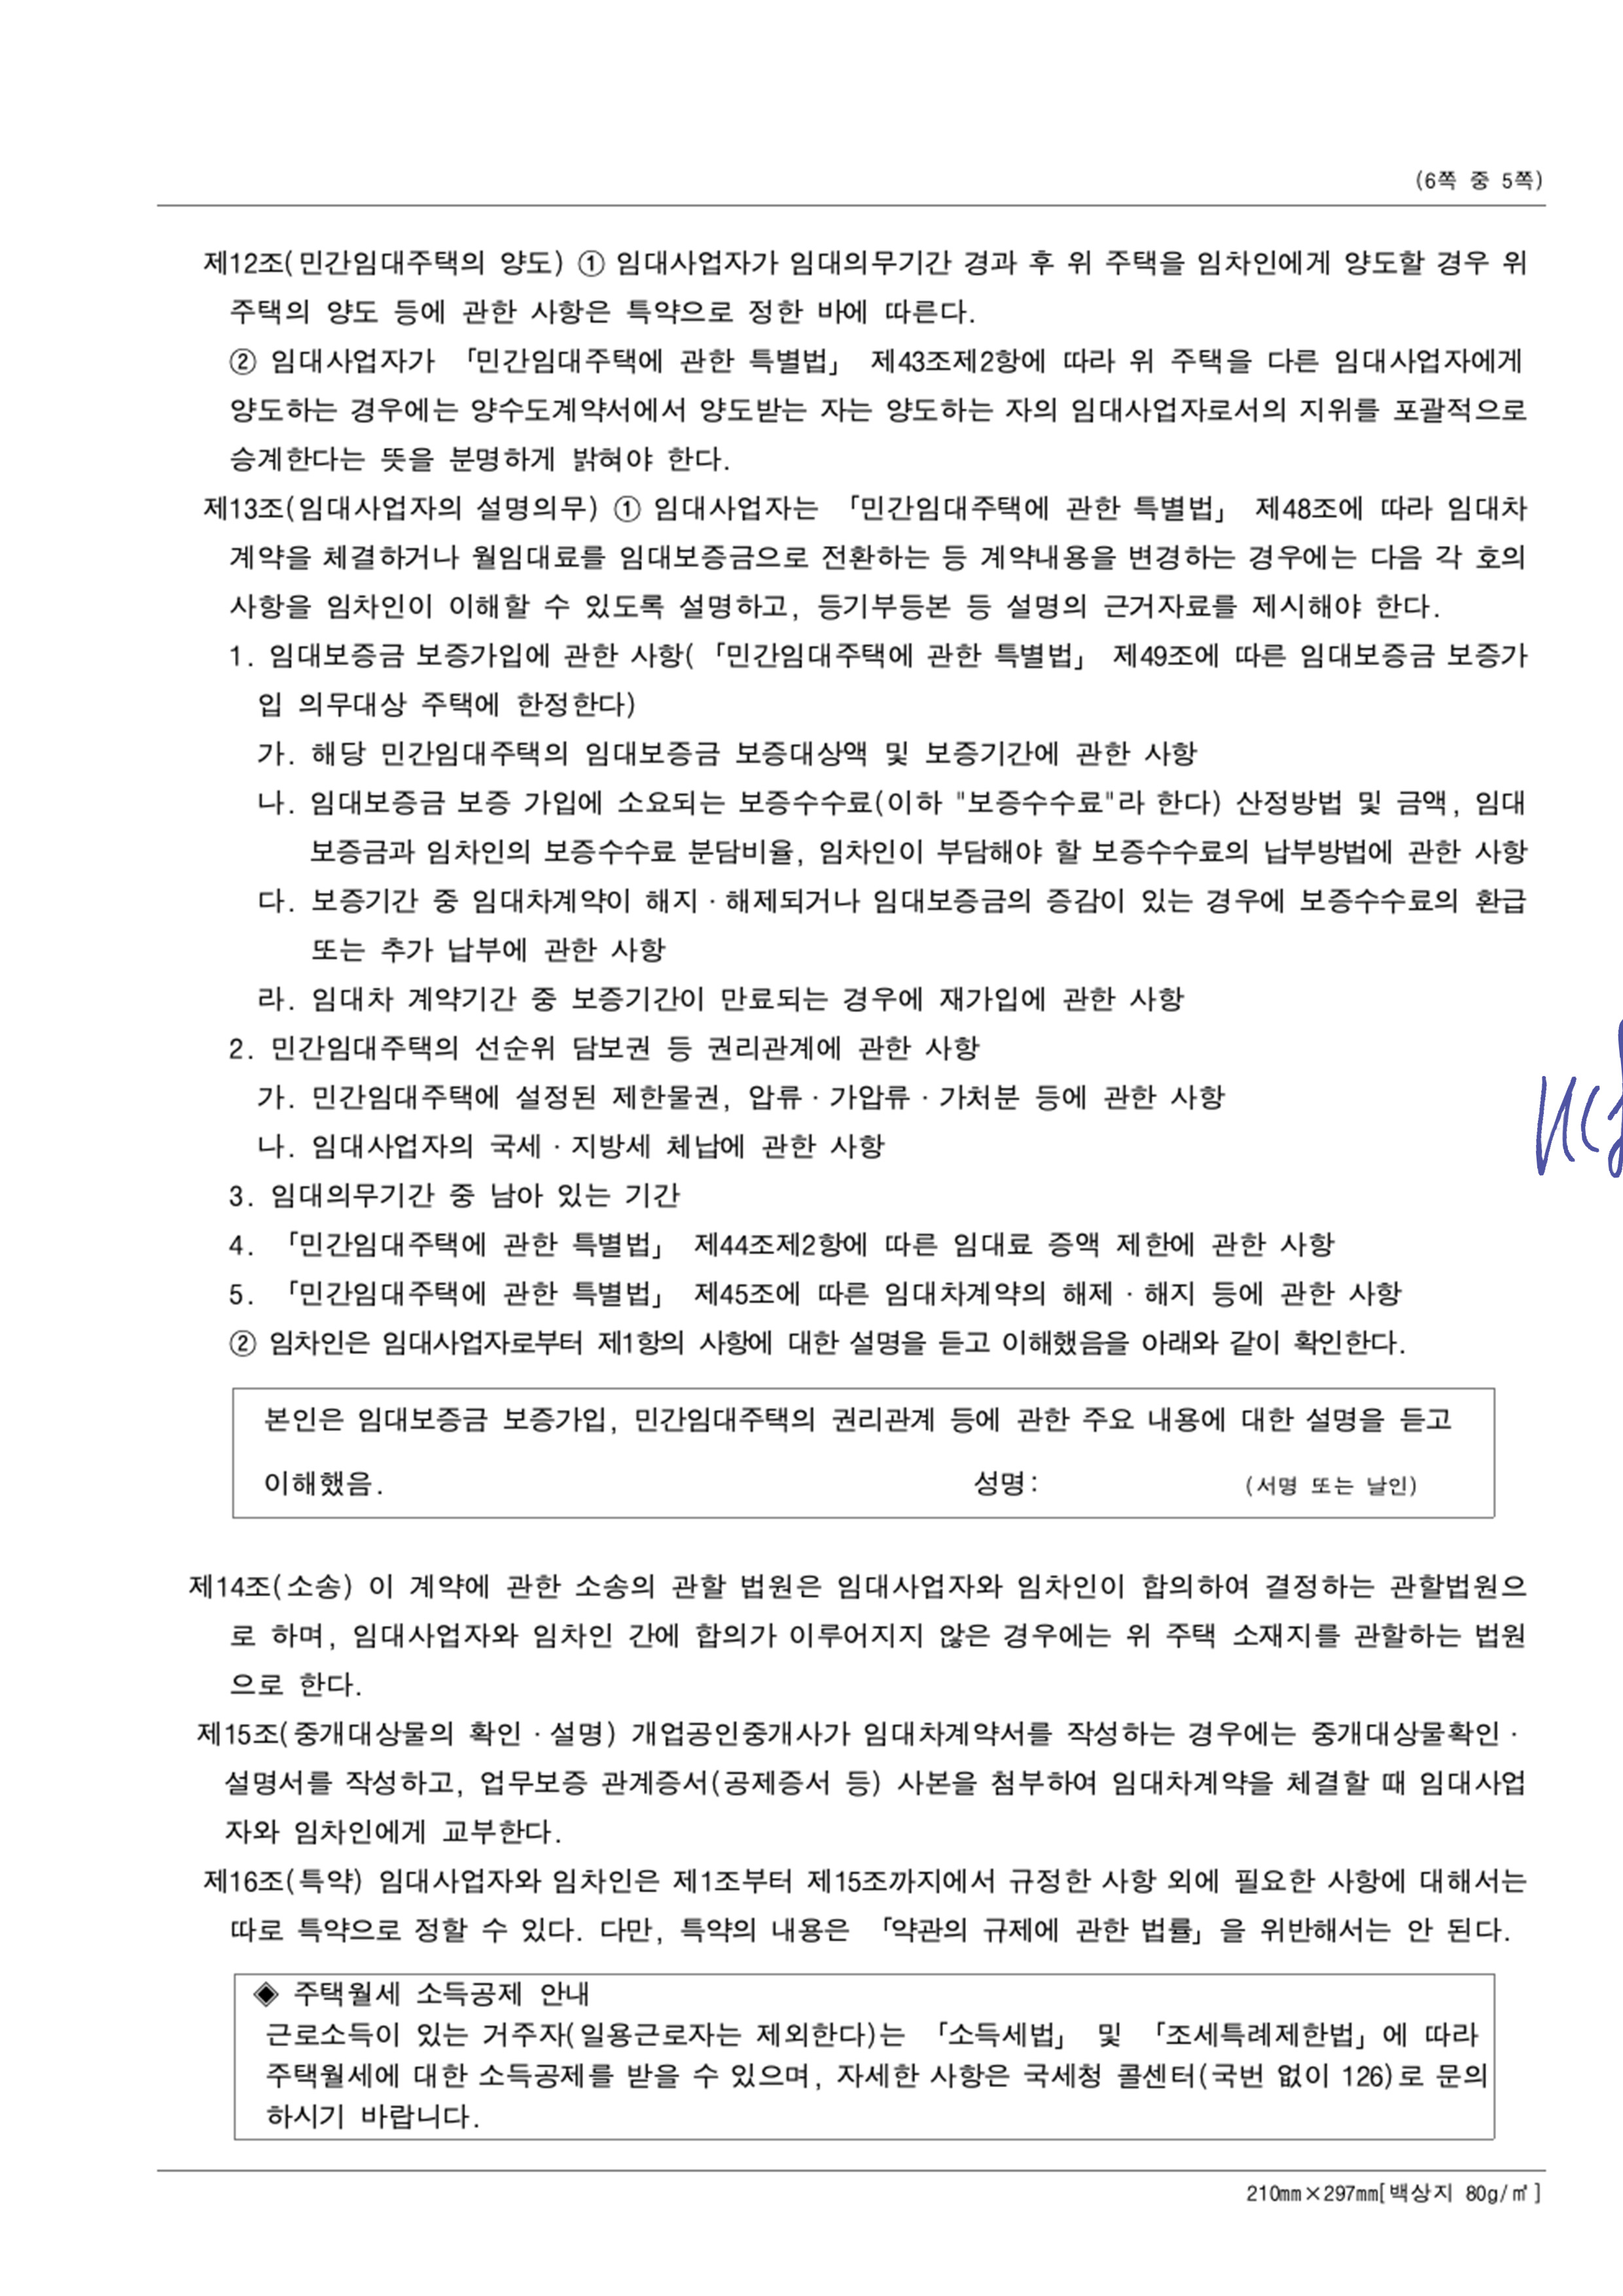 (6쪽 중 5쪽)
제12조(민간임대주택의 양도) ① 임대사업자가 임대의무기간 경과 후 위 주택을 임차인에게 양도할 경우 위
주택의 양도 등에 관한 사항은 특약으로 정한 바에 따른다.
② 임대사업자가 「민간임대주택에 관한 특별법」 제43조제2항에 따라 위 주택을 다른 임대사업자에게
양도하는 경우에는 양수도계약서에서 양도받는 자는 양도하는 자의 임대사업자로서의 지위를 포괄적으로
승계한다는 뜻을 분명하게 밝혀야 한다.
제13조(임대사업자의 설명의무) ① 임대사업자는 「민간임대주택에 관한 특별법」 제48조에 따라 임대차
계약을 체결하거나 월임대료를 임대보증금으로 전환하는 등 계약내용을 변경하는 경우에는 다음 각 호의
사항을 임차인이 이해할 수 있도록 설명하고, 등기부등본 등 설명의 근거자료를 제시해야 한다.
1. 임대보증금 보증가입에 관한 사항(「민간임대주택에 관한 특별법」 제49조에 따른 임대보증금 보증가
입 의무대상 주택에 한정한다)
가. 해당 민간임대주택의 임대보증금 보증대상액 및 보증기간에 관한 사항
나. 임대보증금 보증 가입에 소요되는 보증수수료(이하 "보증수수료"라 한다) 산정방법 및 금액, 임대
보증금과 임차인의 보증수수료 분담비율, 임차인이 부담해야 할 보증수수료의 납부방법에 관한 사항
다. 보증기간 중 임대차계약이 해지·해제되거나 임대보증금의 증감이 있는 경우에 보증수수료의 환급
또는 추가 납부에 관한 사항
라. 임대차 계약기간 중 보증기간이 만료되는 경우에 재가입에 관한 사항
2. 민간임대주택의 선순위 담보권 등 권리관계에 관한 사항
가. 민간임대주택에 설정된 제한물권, 압류·가압류·가처분 등에 관한 사항
나. 임대사업자의 국세·지방세 체납에 관한 사항
3. 임대의무기간 중 남아 있는 기간
4. 「민간임대주택에 관한 특별법」 제44조제2항에 따른 임대료 증액 제한에 관한 사항
5. 「민간임대주택에 관한 특별법」 제45조에 따른 임대차계약의 해제·해지 등에 관한 사항
② 임차인은 임대사업자로부터 제1항의 사항에 대한 설명을 듣고 이해했음을 아래와 같이 확인한다.
본인은 임대보증금 보증가입, 민간임대주택의 권리관계 등에 관한 주요 내용에 대한 설명을 듣고
이해했음. 성명: (서명 또는 날인)
제14조(소송) 이 계약에 관한 소송의 관할 법원은 임대사업자와 임차인이 합의하여 결정하는 관할법원으
로 하며, 임대사업자와 임차인 간에 합의가 이루어지지 않은 경우에는 위 주택 소재지를 관할하는 법원
으로 한다.
제15조(중개대상물의 확인·설명) 개업공인중개사가 임대차계약서를 작성하는 경우에는 중개대상물확인·
설명서를 작성하고, 업무보증 관계증서(공제증서 등) 사본을 첨부하여 임대차계약을 체결할 때 임대사업
자와 임차인에게 교부한다.
제16조(특약) 임대사업자와 임차인은 제1조부터 제15조까지에서 규정한 사항 외에 필요한 사항에 대해서는
따로 특약으로 정할 수 있다. 다만, 특약의 내용은 「약관의 규제에 관한 법률」을 위반해서는 안 된다.
◈ 주택월세 소득공제 안내
근로소득이 있는 거주자(일용근로자는 제외한다)는 「소득세법」 및 「조세특례제한법」에 따라
주택월세에 대한 소득공제를 받을 수 있으며, 자세한 사항은 국세청 콜센터(국번 없이 126)로 문의
하시기 바랍니다.
210㎜×297㎜[백상지 80g/㎡]